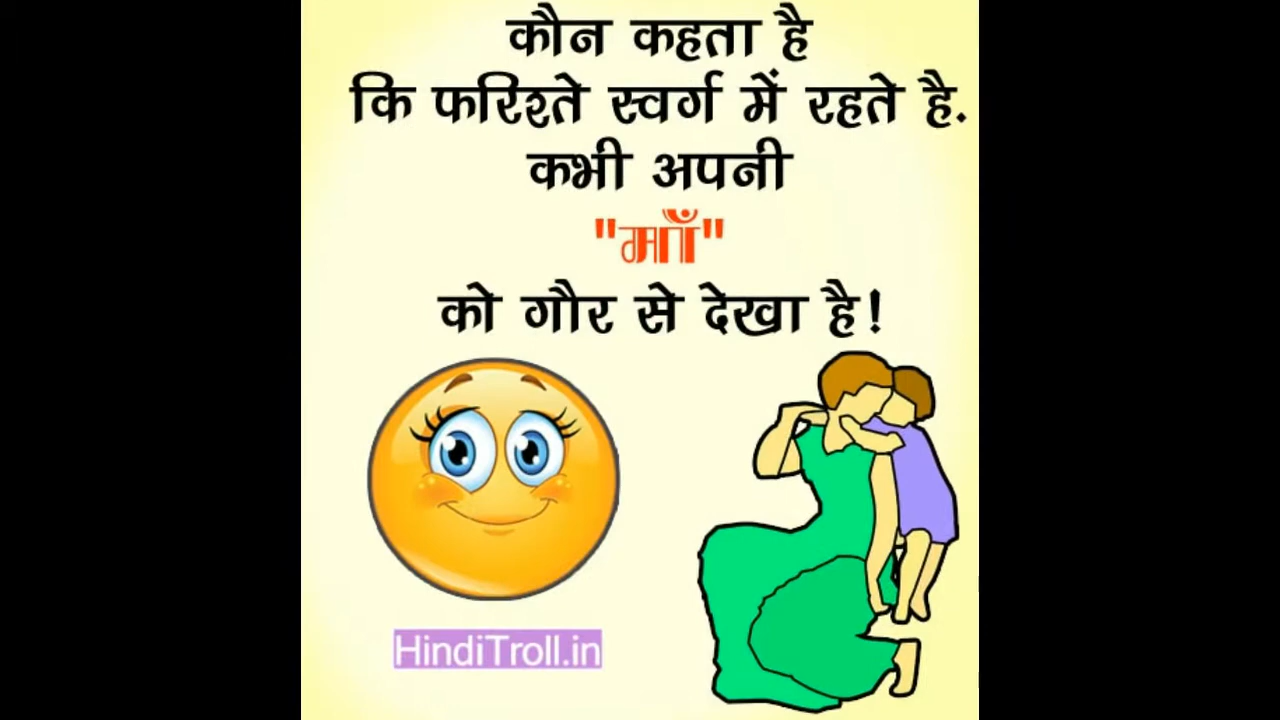 कौन कहता है
कि फरिश्ते स्वर्ग में रहते है.
कभी अपनी
"माँ"
को गौर से देखा है!
HindiTroll.in